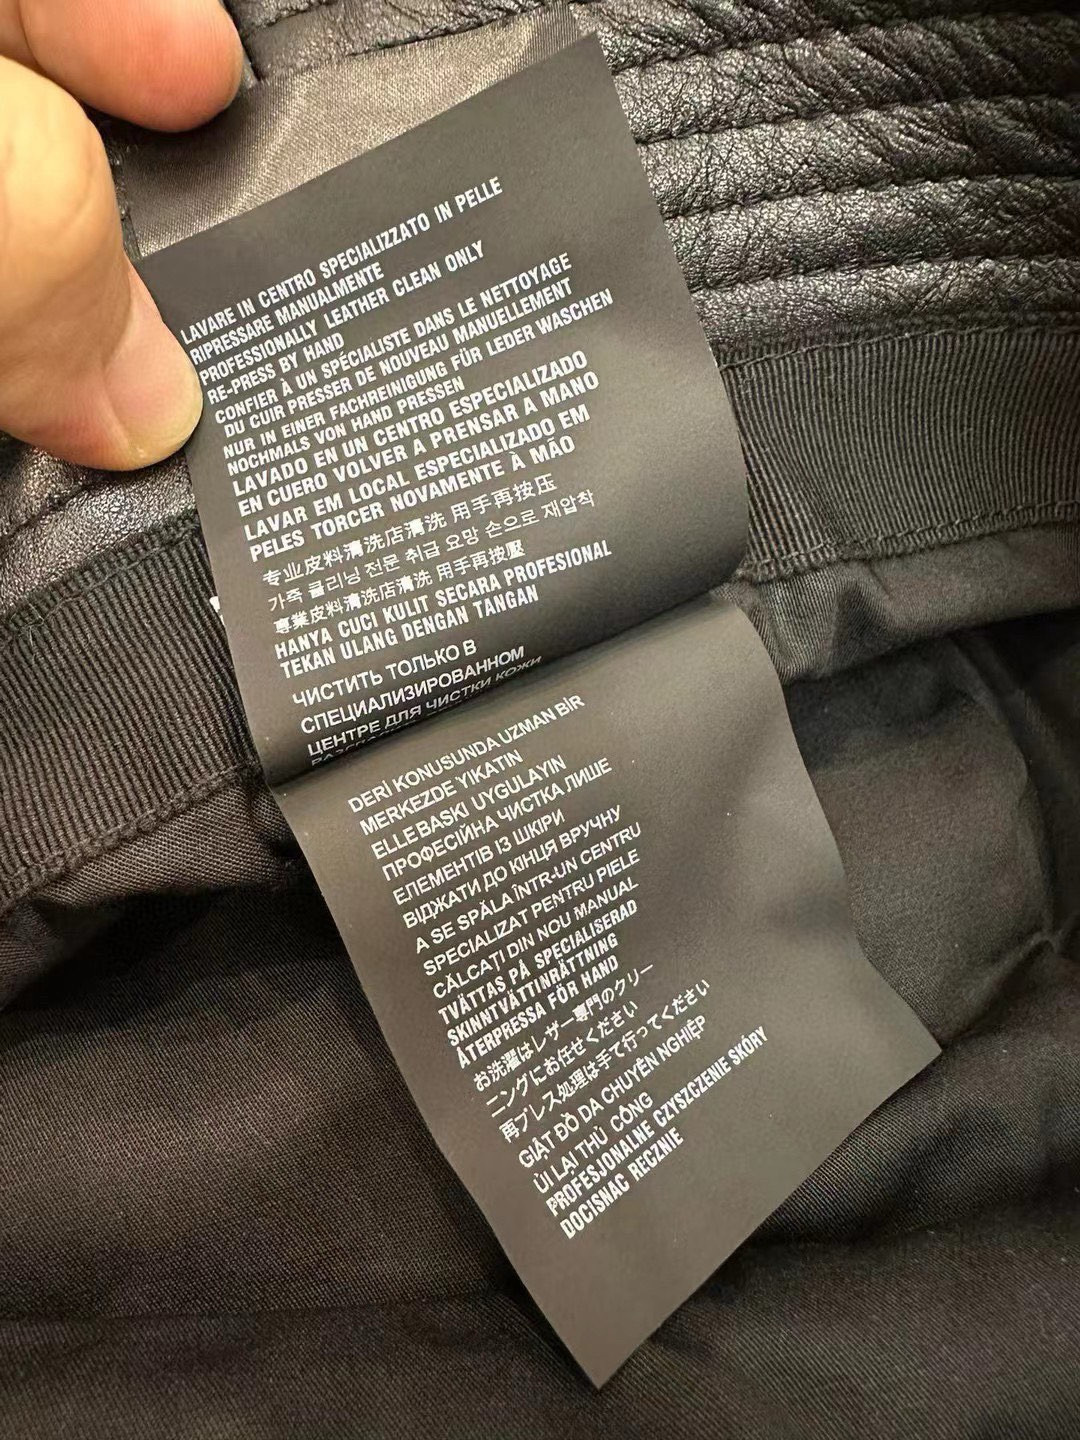 LAVARE IN CENTRO SPECIALIZZATO IN PELLE
RIPRESSARE MANUALMENTE
PROFESSIONALLY LEATHER CLEAN ONLY
RE-PRESS BY HAND
CONFIER À UN SPÉCIALISTE DANS LE NETTOYAGE
DU CUIR PRESSER DE NOUVEAU MANUELLEMENT
NUR IN EINER FACHREINIGUNG FÜR LEDER WASCHEN
NOCHMALS VON HAND PRESSEN
LAVADO EN UN CENTRO ESPECIALIZADO
EN CUERO VOLVER A PRENSAR A MANO
LAVAR EM LOCAL ESPECIALIZADO EM
PELES TORCER NOVAMENTE À MÃO
专业皮料清洗店清洗 用手再按压
가죽 클리닝 전문 취급 요망 손으로 재압착
專業皮料清洗店清洗 用手再按壓
HANYA CUCI KULIT SECARA PROFESIONAL
TEKAN ULANG DENGAN TANGAN
ЧИСТИТЬ ТОЛЬКО В
СПЕЦИАЛИЗИРОВАННОМ
ЦЕНТРЕ ДЛЯ ЧИСТКИ КОЖИ
DERİ KONUSUNDA UZMAN BİR
MERKEZDE YIKATIN
ELLE BASKI UYGULAYIN
ПРОФЕСІЙНА ЧИСТКА ЛИШЕ
ЕЛЕМЕНТІВ ІЗ ШКІРИ
ВІДЖАТИ ДО КІНЦЯ ВРУЧНУ
A SE SPĂLA ÎNTR-UN CENTRU
SPECIALIZAT PENTRU PIELE
CĂLCAȚI DIN NOU MANUAL
TVÄTTAS PÅ SPECIALISERAD
SKINNTVÄTTINRÄTTNING
ÅTERPRESSA FÖR HAND
お洗濯はレザー専門のクリー
ニングにお任せください
再プレス処理は手で行ってください
GIẶT ĐỒ DA CHUYÊN NGHIỆP
ỦI LẠI THỦ CÔNG
PROFESJONALNE CZYSZCZENIE SKÓRY
DOCISNAC RECZNIE